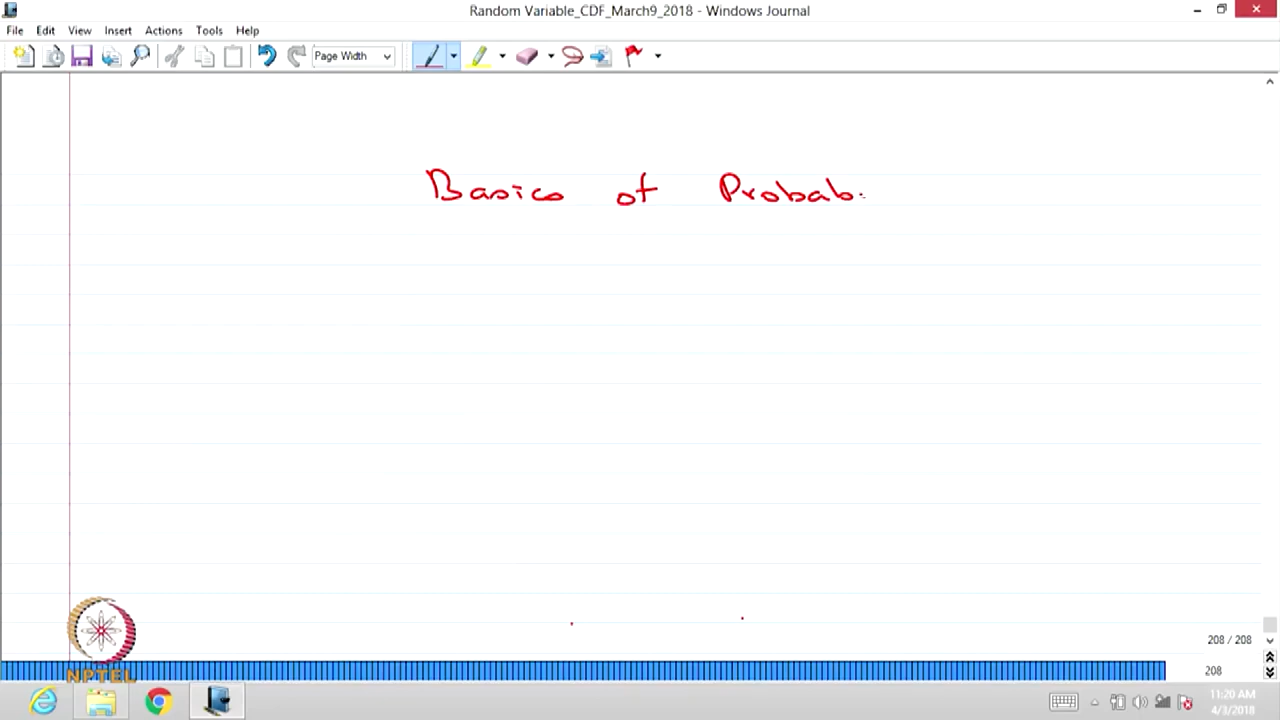 Random Variable_CDF_March9_2018 - Windows Journal
File Edit View Insert Actions Tools Help
Page Width
Basics of Probab
208 / 208
208
NPTEL
11:20 AM
4/3/2018